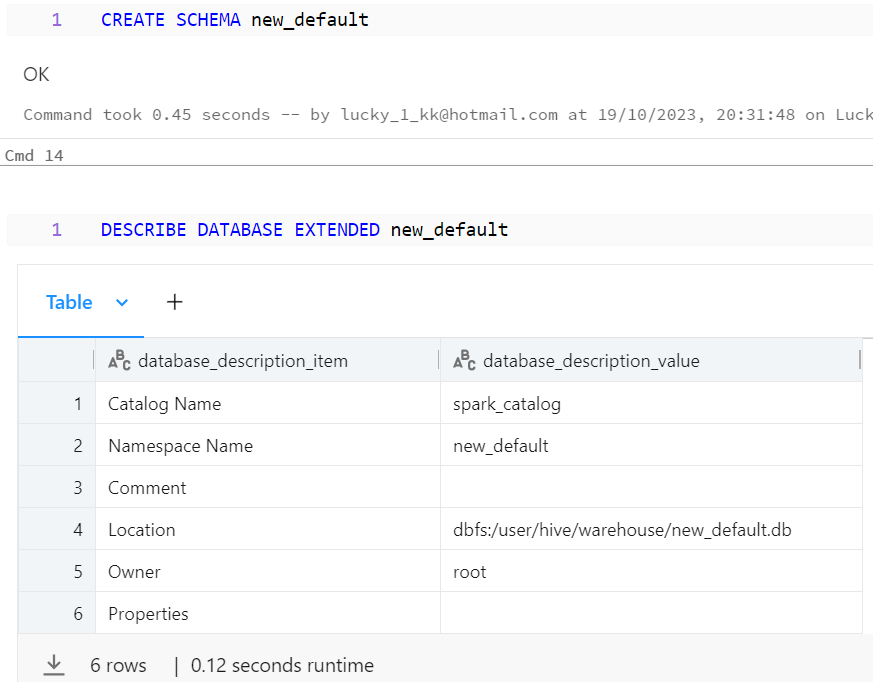 1 CREATE SCHEMA new_default
OK
Command took 0.45 seconds -- by lucky_1_kk@hotmail.com at 19/10/2023, 20:31:48 on Luck
Cmd 14
1 DESCRIBE DATABASE EXTENDED new_default
Table +
ABC database_description_item ABC database_description_value
1 Catalog Name spark_catalog
2 Namespace Name new_default
3 Comment
4 Location dbfs:/user/hive/warehouse/new_default.db
5 Owner root
6 Properties
6 rows | 0.12 seconds runtime